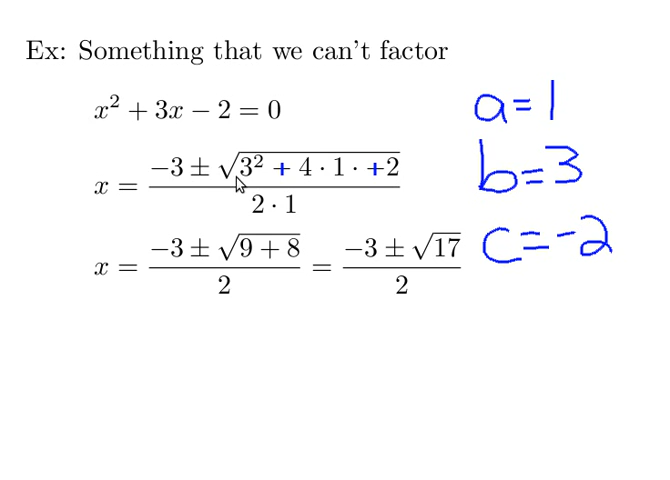 Ex: Something that we can't factor
x² + 3x − 2 = 0
a=1
x = (−3 ± √(3² + 4 · 1 · +2)) / (2 · 1)
b=3
x = (−3 ± √(9 + 8)) / 2 = (−3 ± √17) / 2
c=-2